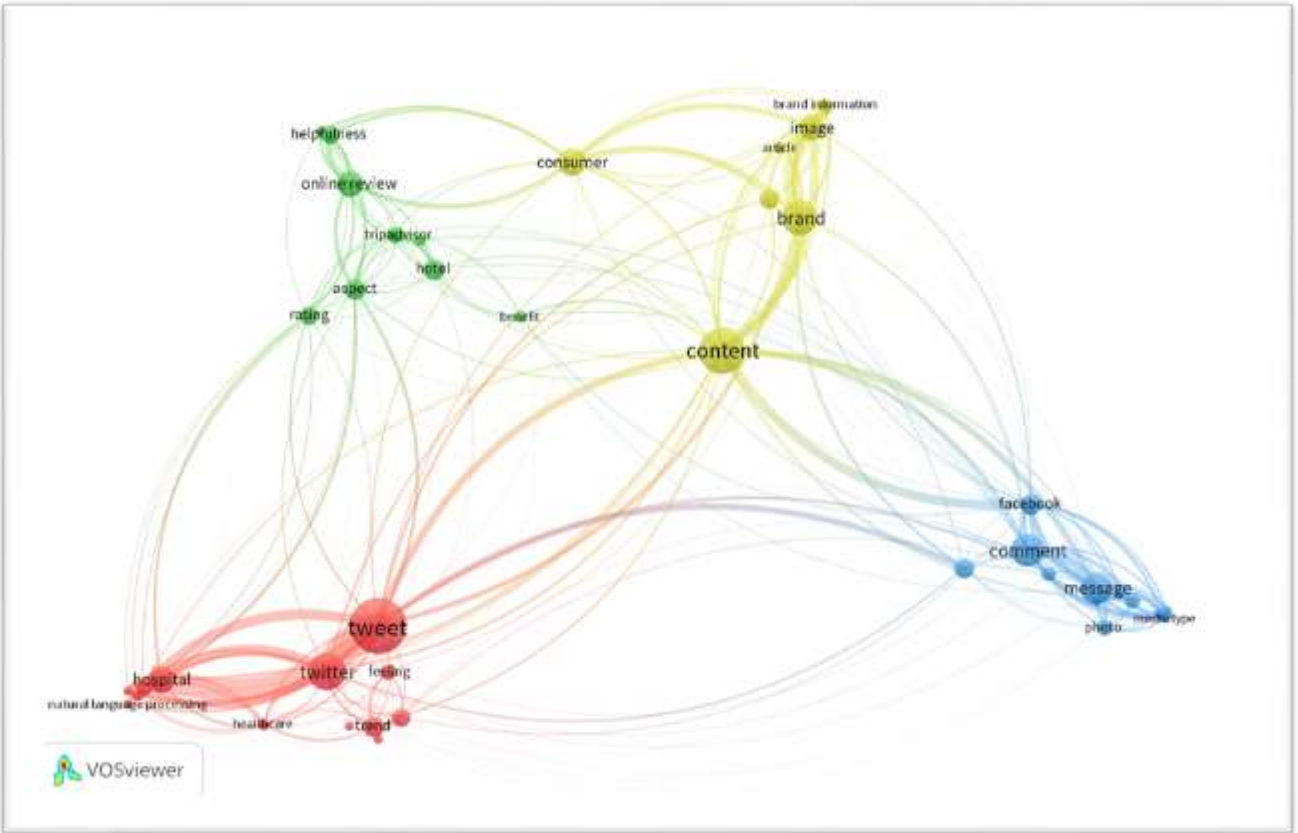 brand information
helpfulness
image
article
consumer
online review
brand
tripadvisor
hotel
aspect
rating
benefit
content
facebook
comment
message
photo
media type
tweet
twitter
feeling
hospital
natural language processing
healthcare
trend
VOSviewer